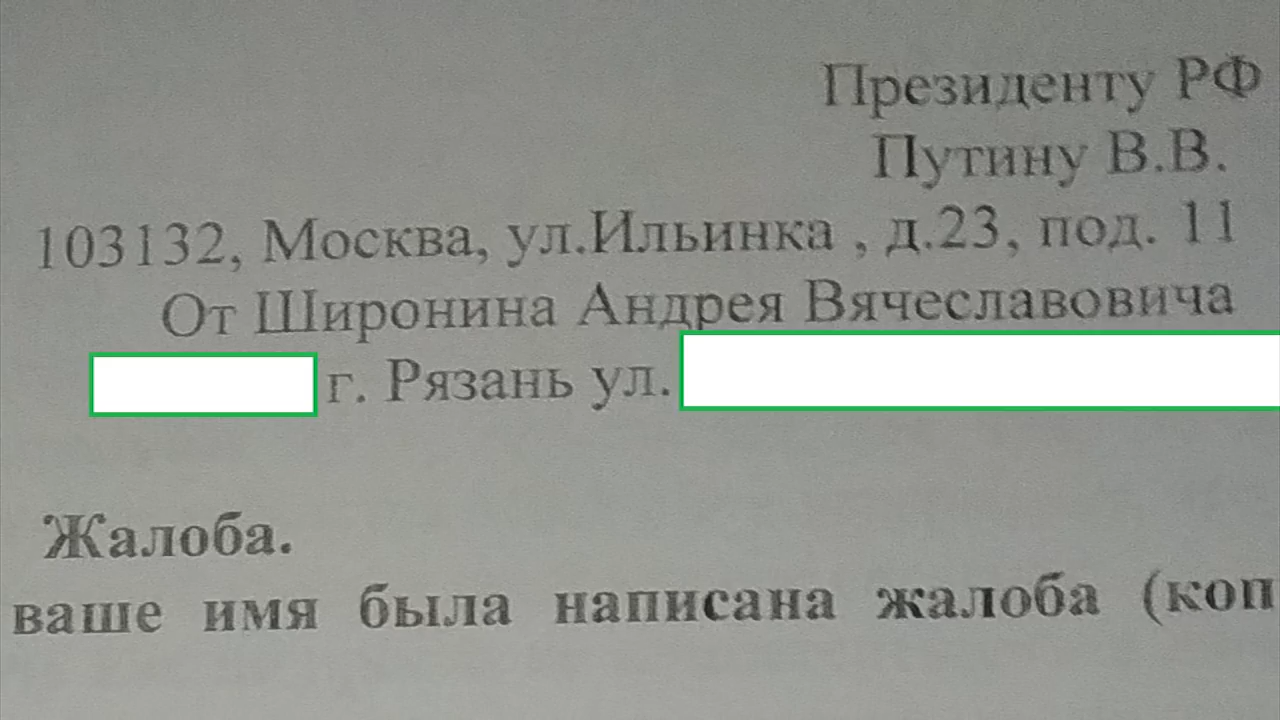 Президенту РФ
Путину В.В.
103132, Москва, ул.Ильинка , д.23, под. 11
От Широнина Андрея Вячеславовича
г. Рязань ул.
Жалоба.
ваше имя была написана жалоба (коп